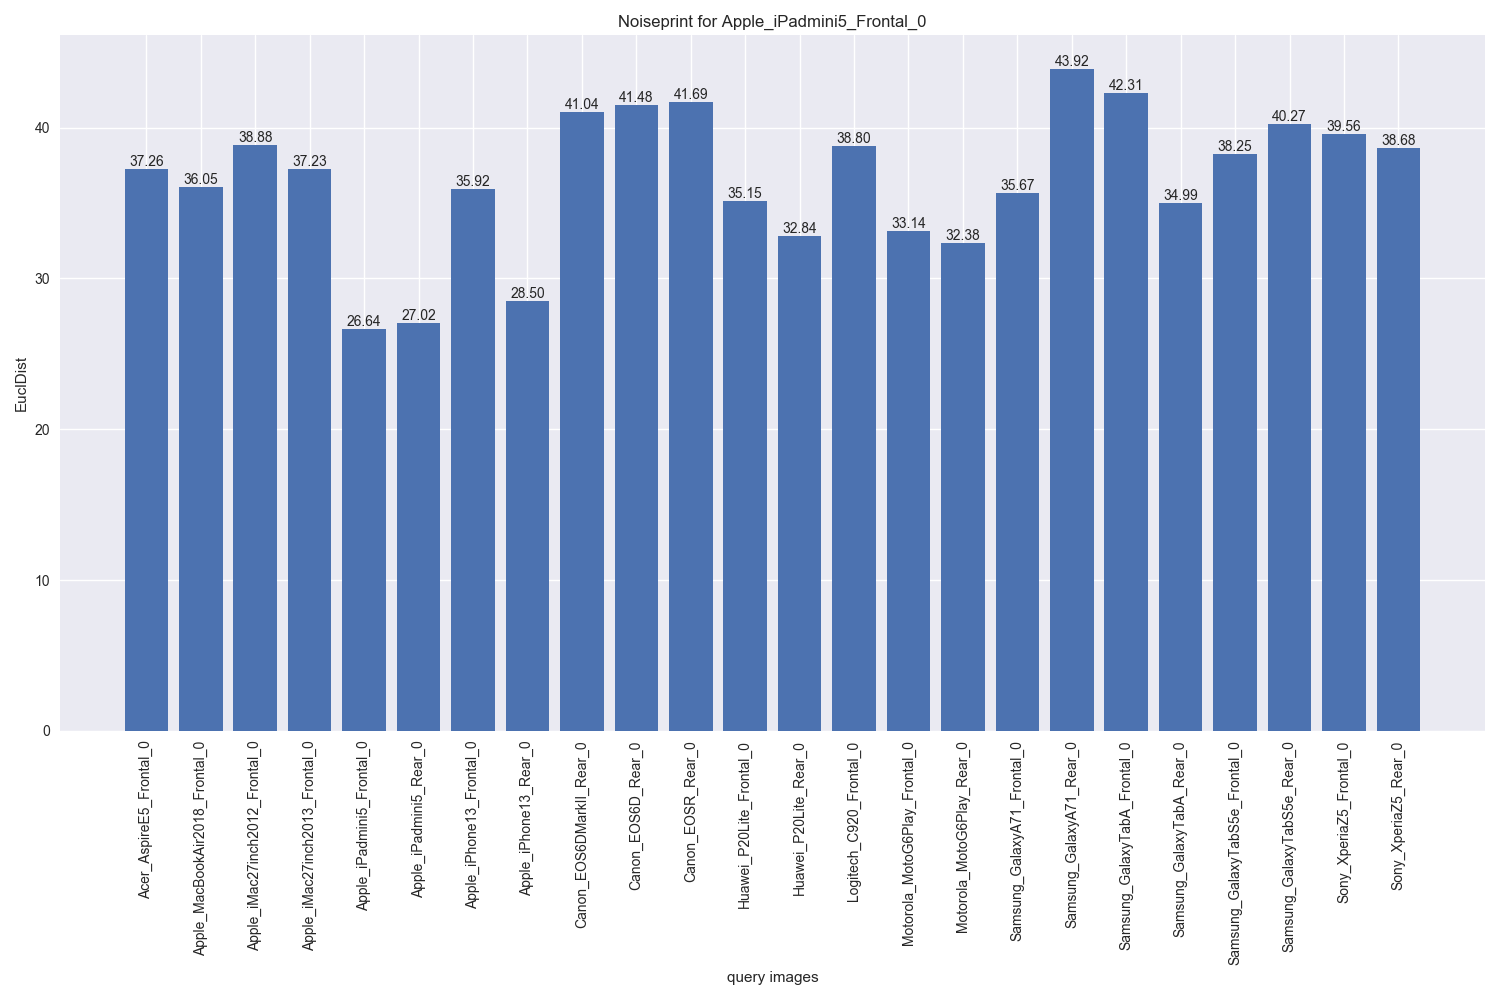 Noiseprint for Apple_iPadmini5_Frontal_0
EuclDist
40
30
20
10
0
37.26
36.05
38.88
37.23
26.64
27.02
35.92
28.50
41.04
41.48
41.69
35.15
32.84
38.80
33.14
32.38
35.67
43.92
42.31
34.99
38.25
40.27
39.56
38.68
Acer_AspireE5_Frontal_0
Apple_MacBookAir2018_Frontal_0
Apple_iMac27inch2012_Frontal_0
Apple_iMac27inch2013_Frontal_0
Apple_iPadmini5_Frontal_0
Apple_iPadmini5_Rear_0
Apple_iPhone13_Frontal_0
Apple_iPhone13_Rear_0
Canon_EOS6DMarkII_Rear_0
Canon_EOS6D_Rear_0
Canon_EOSR_Rear_0
Huawei_P20Lite_Frontal_0
Huawei_P20Lite_Rear_0
Logitech_C920_Frontal_0
Motorola_MotoG6Play_Frontal_0
Motorola_MotoG6Play_Rear_0
Samsung_GalaxyA71_Frontal_0
Samsung_GalaxyA71_Rear_0
Samsung_GalaxyTabA_Frontal_0
Samsung_GalaxyTabA_Rear_0
Samsung_GalaxyTabS5e_Frontal_0
Samsung_GalaxyTabS5e_Rear_0
Sony_XperiaZ5_Frontal_0
Sony_XperiaZ5_Rear_0
query images